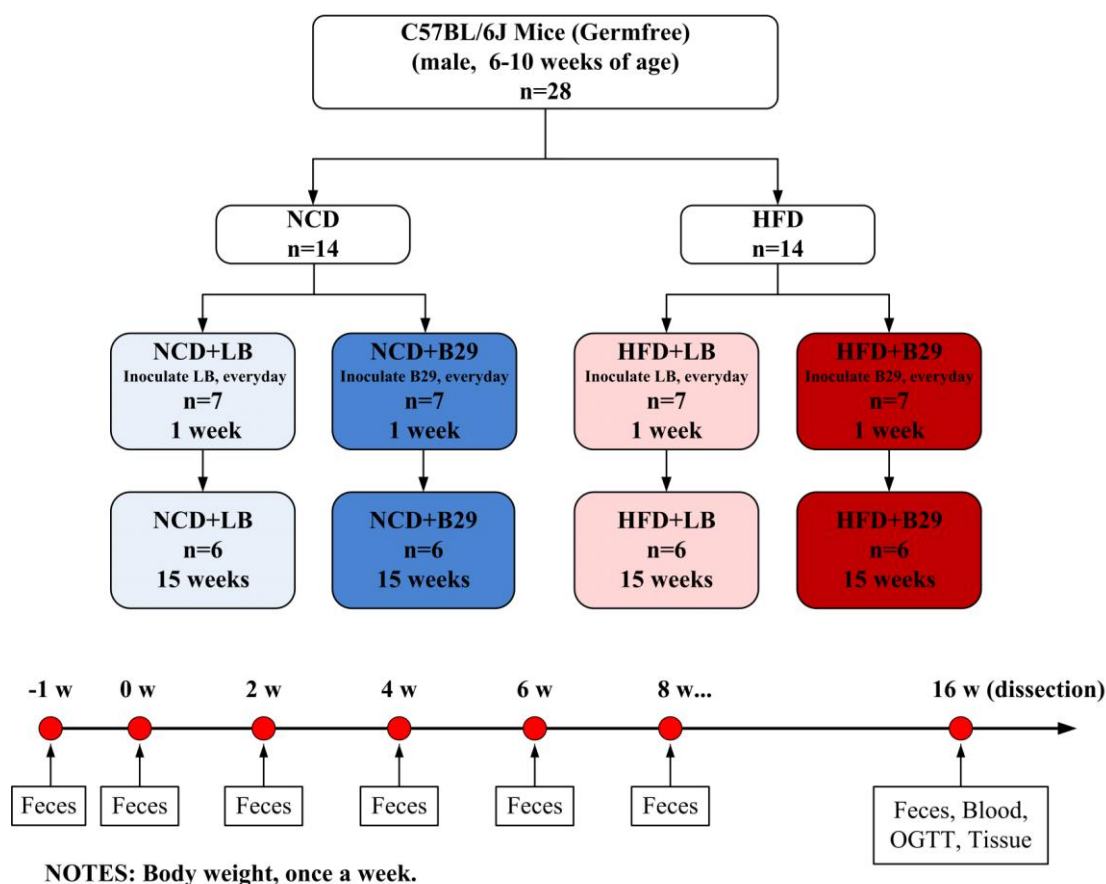 C57BL/6J Mice (Germfree)
(male, 6-10 weeks of age)
n=28
NCD
n=14
HFD
n=14
NCD+LB
Inoculate LB, everyday
n=7
1 week
NCD+B29
Inoculate B29, everyday
n=7
1 week
HFD+LB
Inoculate LB, everyday
n=7
1 week
HFD+B29
Inoculate B29, everyday
n=7
1 week
NCD+LB
n=6
15 weeks
NCD+B29
n=6
15 weeks
HFD+LB
n=6
15 weeks
HFD+B29
n=6
15 weeks
-1 w
0 w
2 w
4 w
6 w
8 w...
16 w (dissection)
Feces
Feces
Feces
Feces
Feces
Feces
Feces, Blood,
OGTT, Tissue
NOTES: Body weight, once a week.